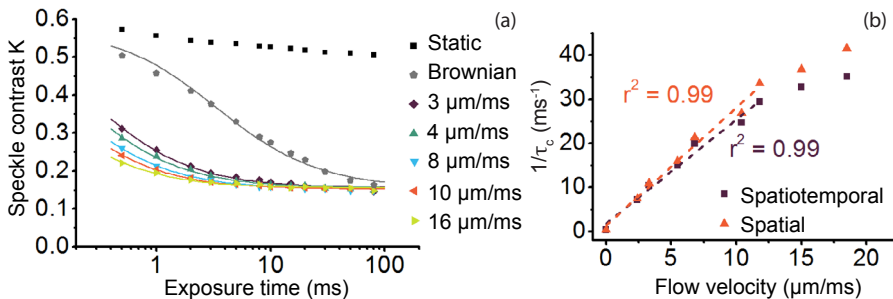 (a)
Speckle contrast K
0.6
0.5
0.4
0.3
0.2
0.1
0.0
1
10
100
Exposure time (ms)
Static
Brownian
3 µm/ms
4 µm/ms
8 µm/ms
10 µm/ms
16 µm/ms
(b)
1/τc (ms-1)
40
30
20
10
0
0
5
10
15
20
Flow velocity (µm/ms)
r2 = 0.99
r2 = 0.99
Spatiotemporal
Spatial